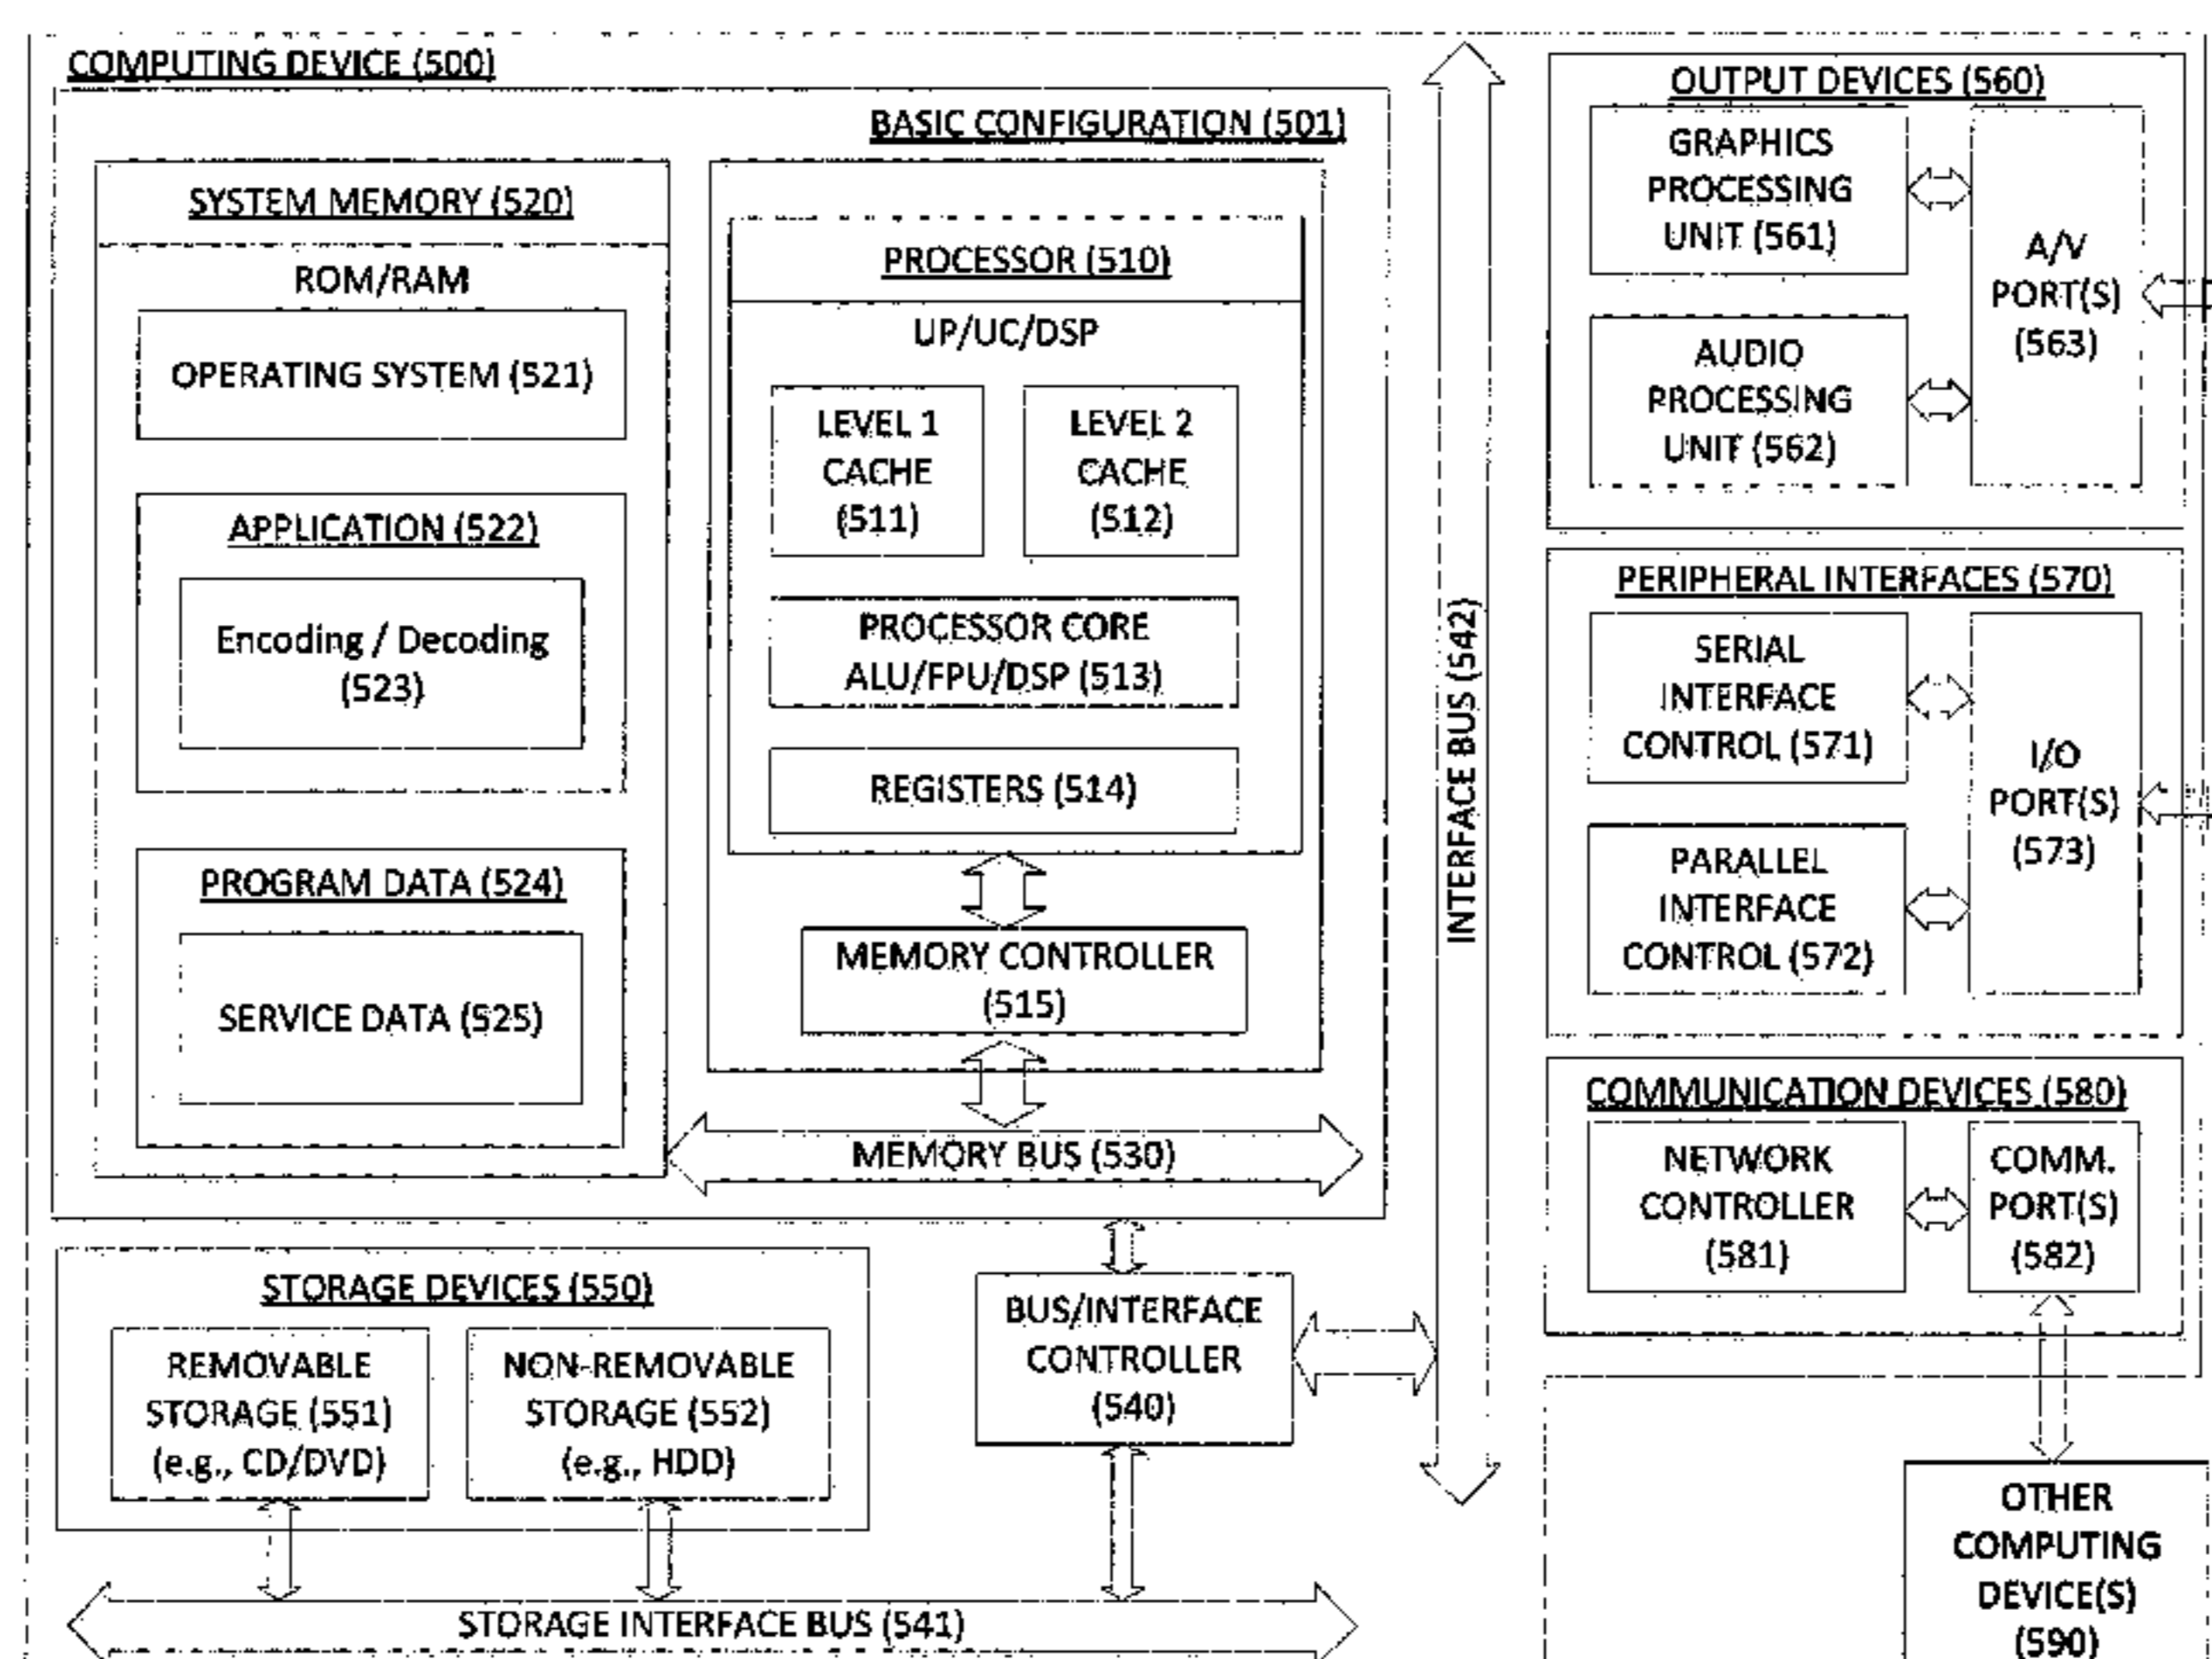 COMPUTING DEVICE (500)
BASIC CONFIGURATION (501)
SYSTEM MEMORY (520)
ROM/RAM
OPERATING SYSTEM (521)
APPLICATION (522)
Encoding / Decoding
(523)
PROGRAM DATA (524)
SERVICE DATA (525)
PROCESSOR (510)
UP/UC/DSP
LEVEL 1
CACHE
(511)
LEVEL 2
CACHE
(512)
PROCESSOR CORE
ALU/FPU/DSP (513)
REGISTERS (514)
MEMORY CONTROLLER
(515)
MEMORY BUS (530)
STORAGE DEVICES (550)
REMOVABLE
STORAGE (551)
(e.g., CD/DVD)
NON-REMOVABLE
STORAGE (552)
(e.g., HDD)
BUS/INTERFACE
CONTROLLER
(540)
STORAGE INTERFACE BUS (541)
INTERFACE BUS (542)
OUTPUT DEVICES (560)
GRAPHICS
PROCESSING
UNIT (561)
AUDIO
PROCESSING
UNIT (562)
A/V
PORT(S)
(563)
PERIPHERAL INTERFACES (570)
SERIAL
INTERFACE
CONTROL (571)
PARALLEL
INTERFACE
CONTROL (572)
I/O
PORT(S)
(573)
COMMUNICATION DEVICES (580)
NETWORK
CONTROLLER
(581)
COMM.
PORT(S)
(582)
OTHER
COMPUTING
DEVICE(S)
(590)